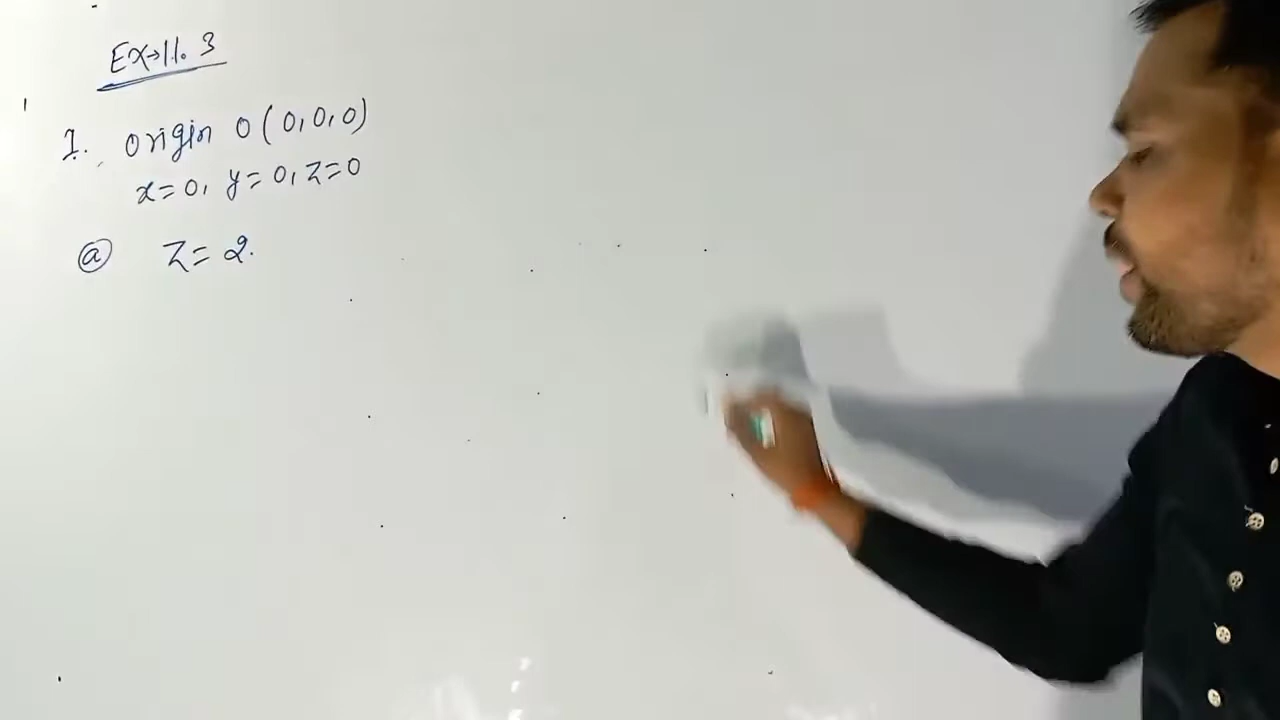 Ex→11.3
1. origin O(0,0,0)
x=0, y=0, z=0
ⓐ z=2.